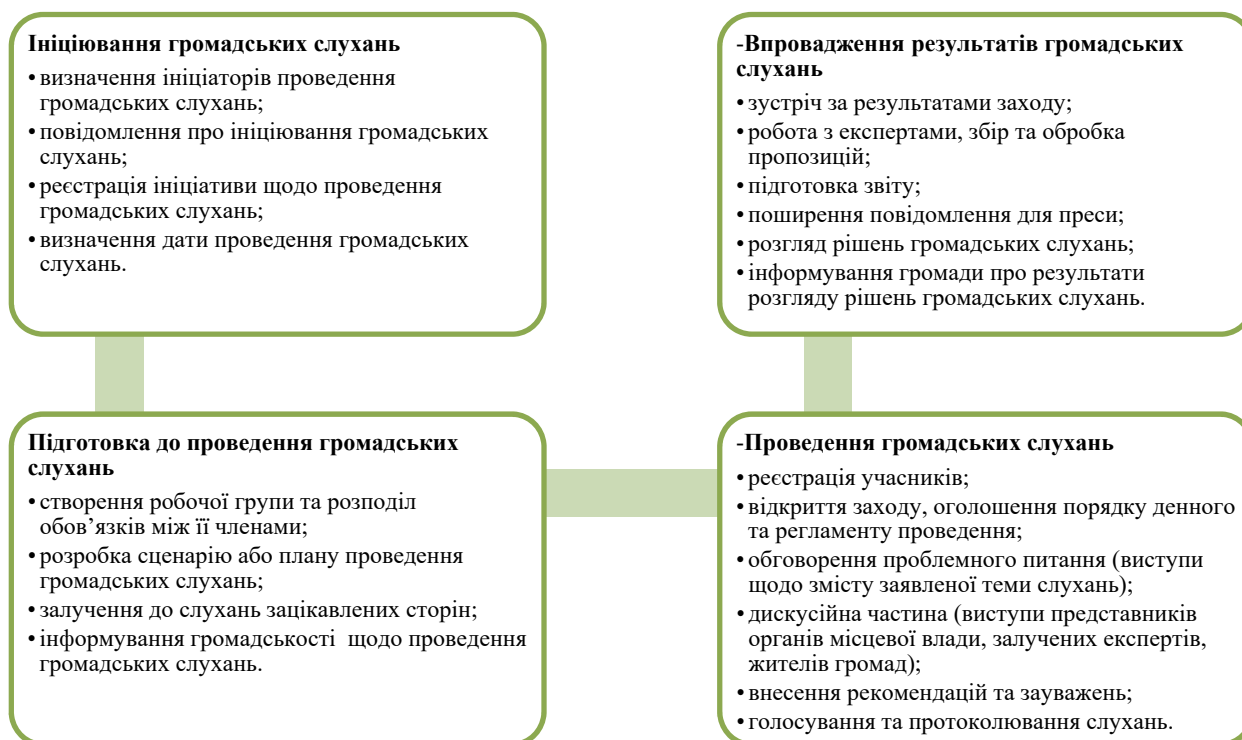 Ініціювання громадських слухань
• визначення ініціаторів проведення
громадських слухань;
• повідомлення про ініціювання громадських
слухань;
• реєстрація ініціативи щодо проведення
громадських слухань;
• визначення дати проведення громадських
слухань.
Підготовка до проведення громадських
слухань
• створення робочої групи та розподіл
обов’язків між її членами;
• розробка сценарію або плану проведення
громадських слухань;
• залучення до слухань зацікавлених сторін;
• інформування громадськості щодо проведення
громадських слухань.
-Проведення громадських слухань
• реєстрація учасників;
• відкриття заходу, оголошення порядку денного
та регламенту проведення;
• обговорення проблемного питання (виступи
щодо змісту заявленої теми слухань);
• дискусійна частина (виступи представників
органів місцевої влади, залучених експертів,
жителів громад);
• внесення рекомендацій та зауважень;
• голосування та протоколювання слухань.
-Впровадження результатів громадських
слухань
• зустріч за результатами заходу;
• робота з експертами, збір та обробка
пропозицій;
• підготовка звіту;
• поширення повідомлення для преси;
• розгляд рішень громадських слухань;
• інформування громади про результати
розгляду рішень громадських слухань.